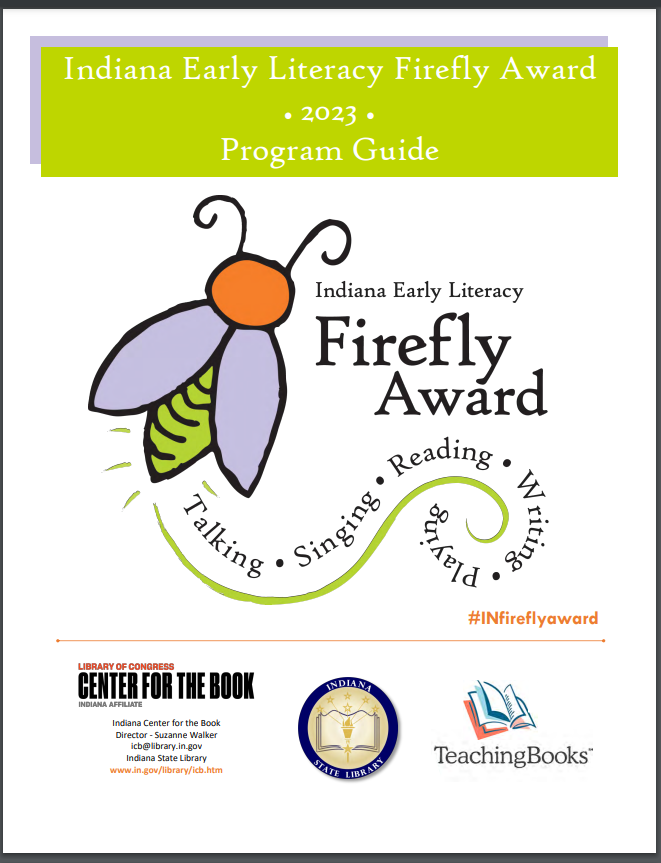 Indiana Early Literacy Firefly Award
• 2023 •
Program Guide
Indiana Early Literacy
Firefly
Award
Talking • Singing • Reading • Writing • Playing
#INfireflyaward
LIBRARY OF CONGRESS
CENTER FOR THE BOOK
INDIANA AFFILIATE
Indiana Center for the Book
Director - Suzanne Walker
icb@library.in.gov
Indiana State Library
www.in.gov/library/icb.htm
INDIANA
STATE LIBRARY
TeachingBooks™